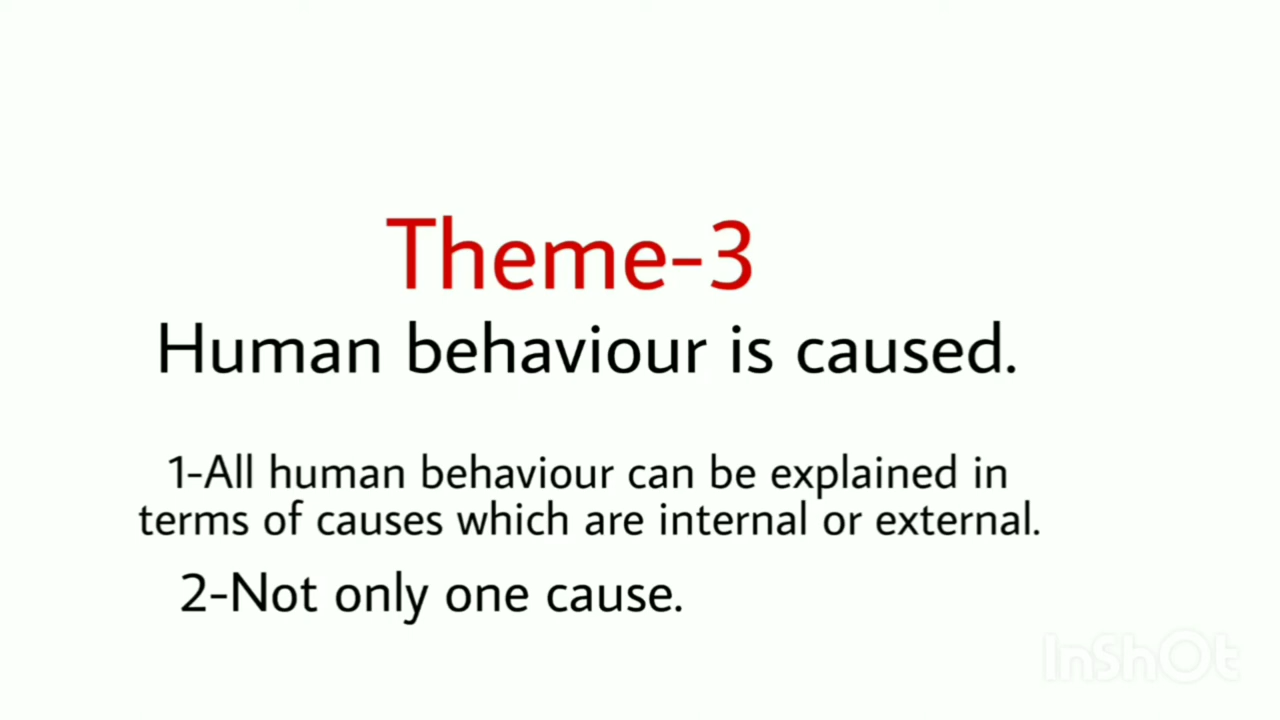 Theme-3
Human behaviour is caused.
1-All human behaviour can be explained in
terms of causes which are internal or external.
2-Not only one cause.
InShOt